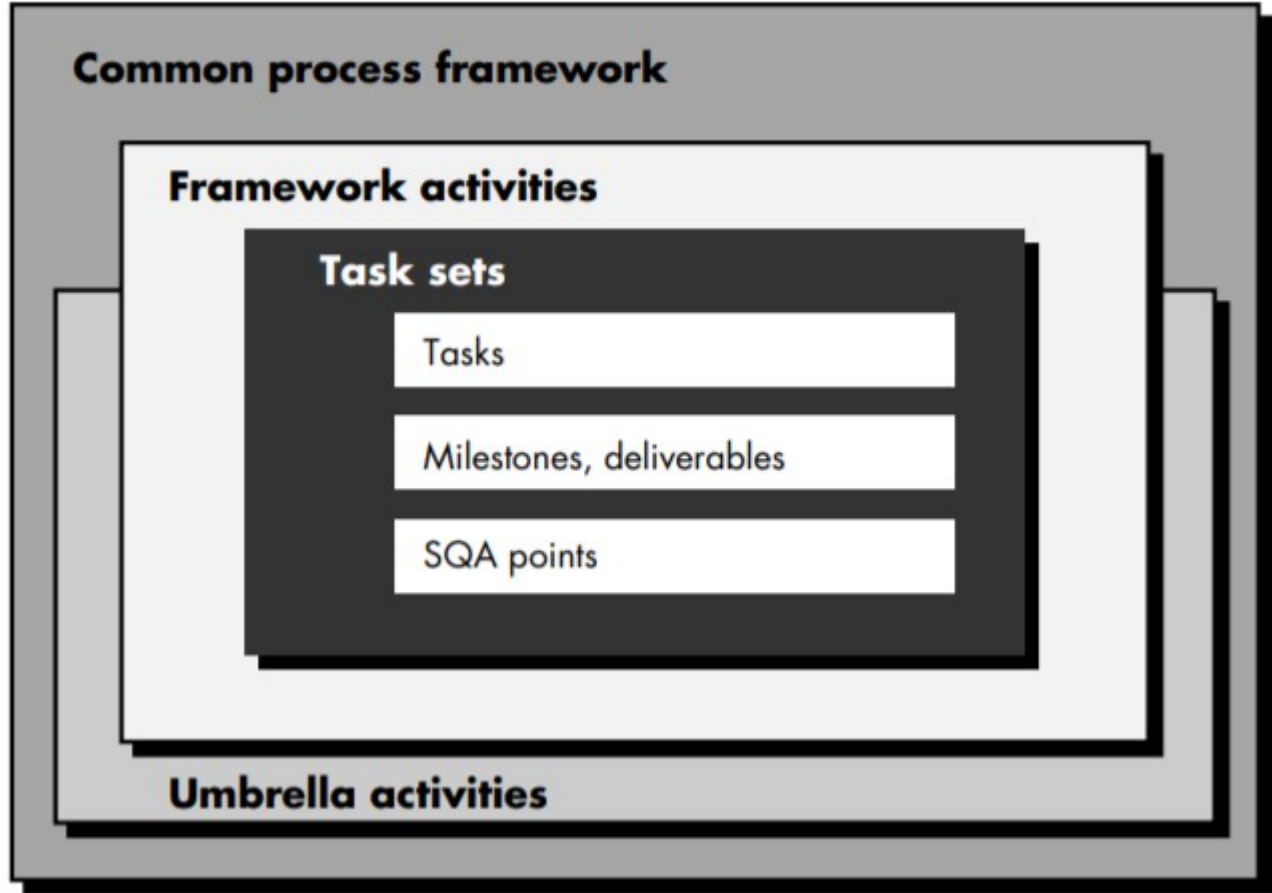 Common process framework
Framework activities
Task sets
Tasks
Milestones, deliverables
SQA points
Umbrella activities